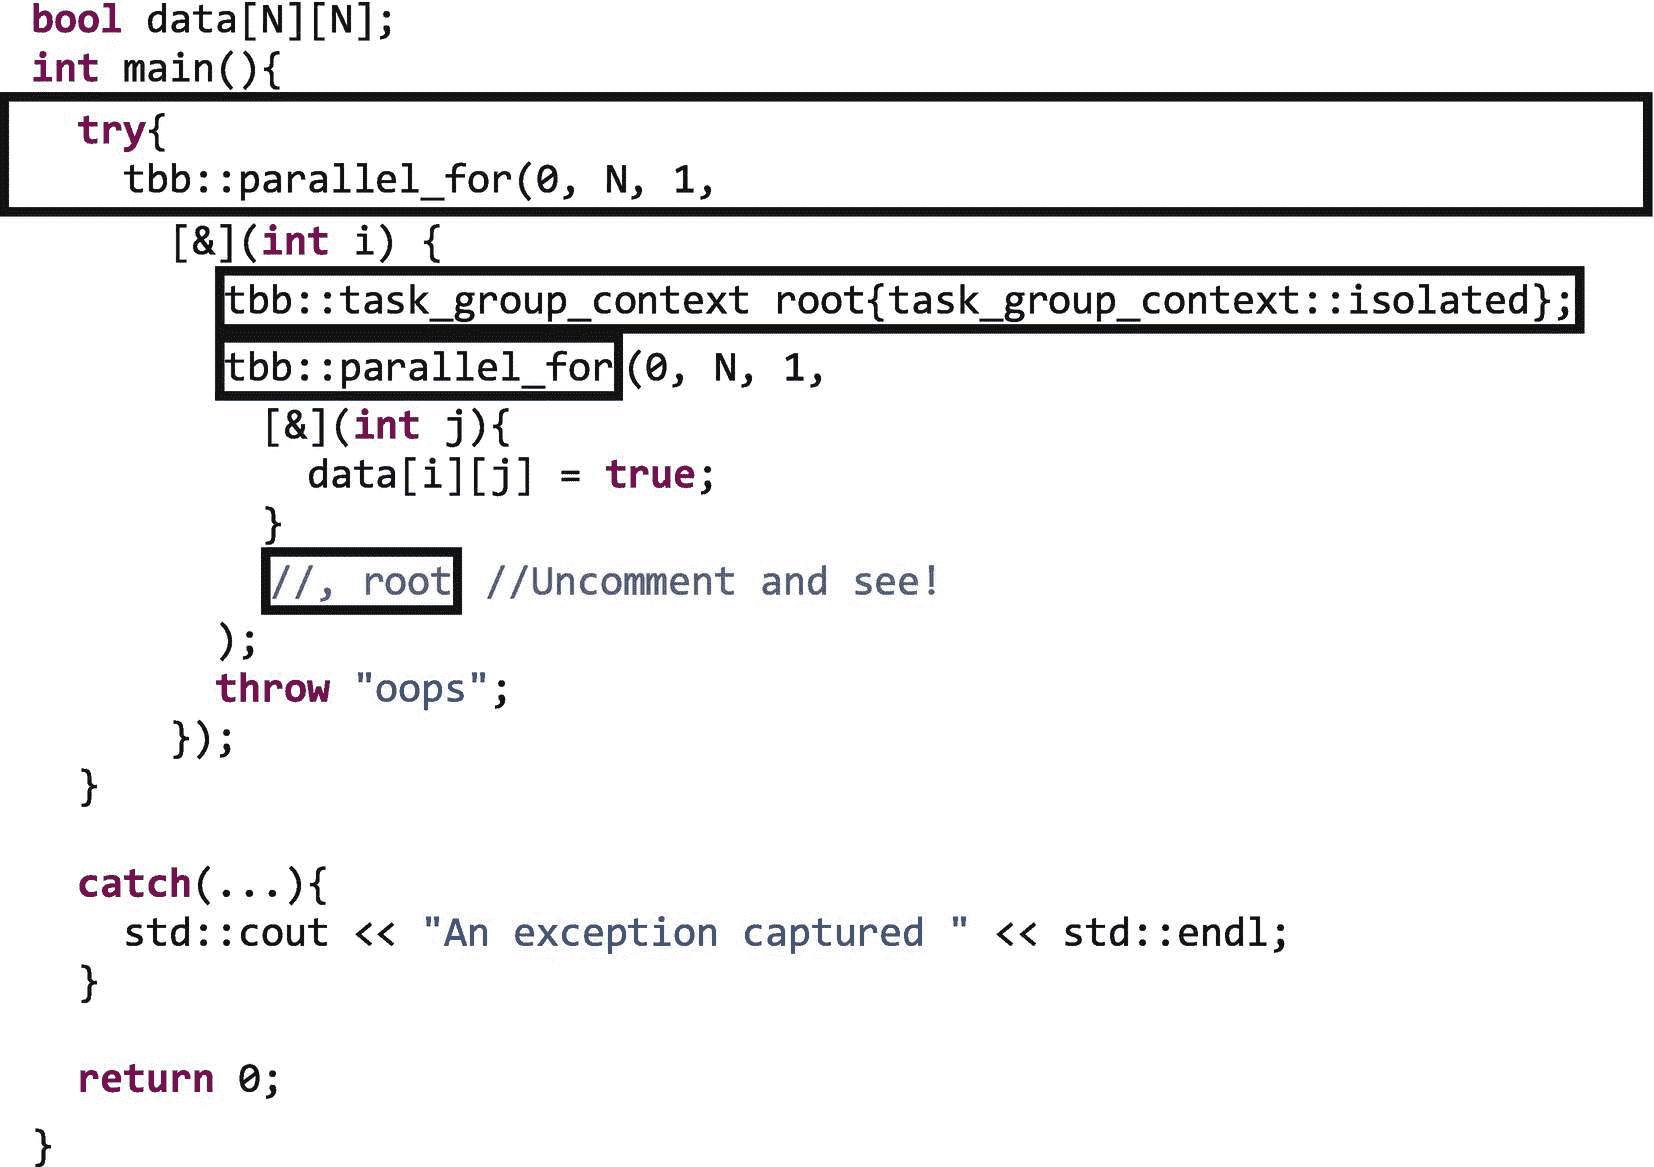 bool data[N][N];
int main(){
try{
tbb::parallel_for(0, N, 1,
[&](int i) {
tbb::task_group_context root{task_group_context::isolated};
tbb::parallel_for(0, N, 1,
[&](int j){
data[i][j] = true;
}
//, root //Uncomment and see!
);
throw "oops";
});
}
catch(...){
std::cout << "An exception captured " << std::endl;
}
return 0;
}